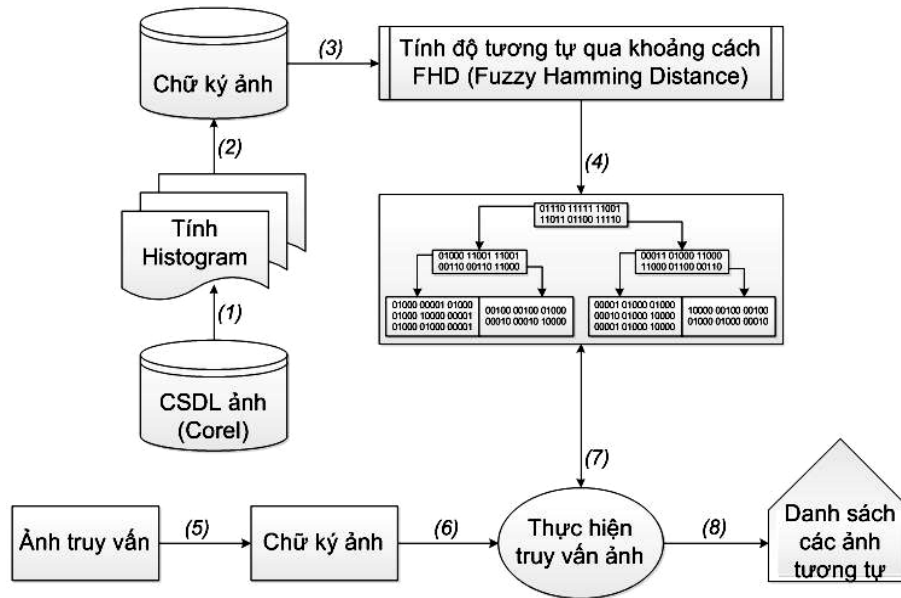 Chữ ký ảnh
(3)
Tính độ tương tự qua khoảng cách
FHD (Fuzzy Hamming Distance)
(2)
(4)
Tính
Histogram
01110 11111 11001
11011 01100 11110
01000 11001 11001
00110 00110 11000
00011 01000 11000
11000 01100 00110
01000 00001 01000
01000 10000 00001
01000 01000 00001
00100 00100 01000
00010 00010 10000
00001 01000 01000
00010 01000 10000
00001 01000 10000
10000 00100 00100
01000 01000 00010
(1)
CSDL ảnh
(Corel)
(7)
Ảnh truy vấn
(5)
Chữ ký ảnh
(6)
Thực hiện
truy vấn ảnh
(8)
Danh sách
các ảnh
tương tự